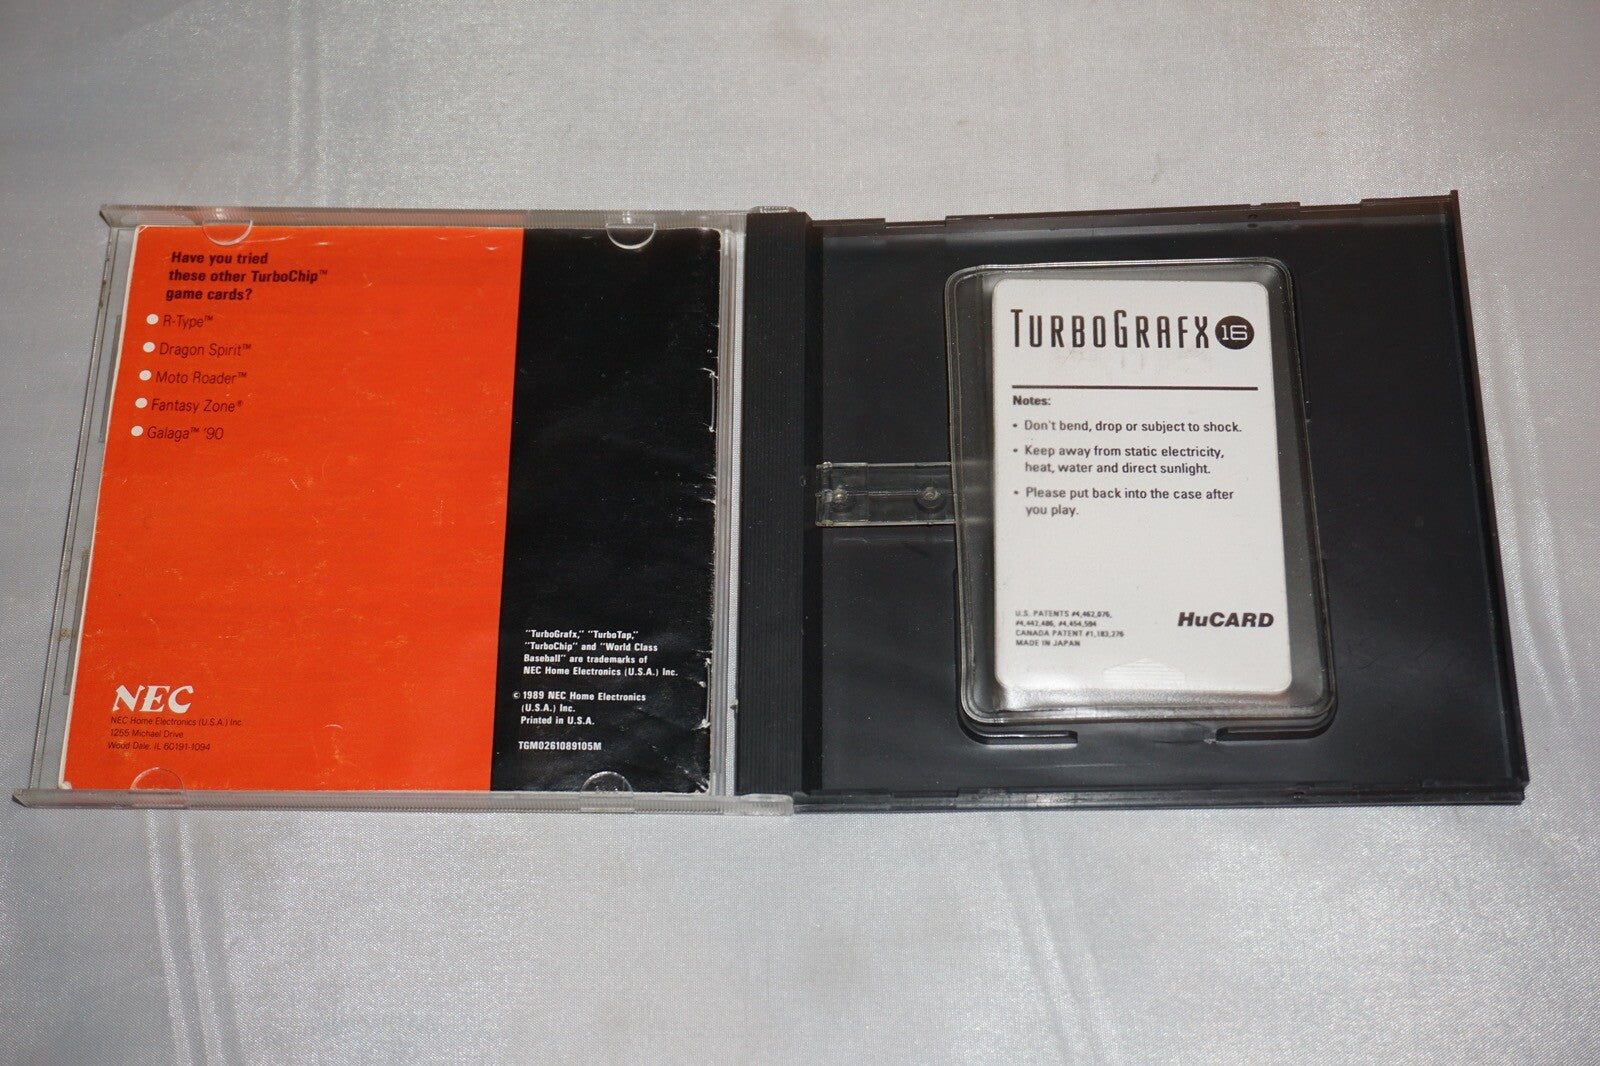 Have you tried
these other TurboChip™
game cards?
R-Type™
Dragon Spirit™
Moto Roader™
Fantasy Zone®
Galaga™ '90
NEC
NEC Home Electronics (U.S.A.) Inc.
1255 Michael Drive
Wood Dale, IL 60191-1094
"TurboGrafx," "TurboTap,"
"TurboChip" and "World Class
Baseball" are trademarks of
NEC Home Electronics (U.S.A.) Inc.
© 1989 NEC Home Electronics
(U.S.A.) Inc.
Printed in U.S.A.
TGM0261089105M
TURBOGRAFX 16
Notes:
• Don't bend, drop or subject to shock.
• Keep away from static electricity,
heat, water and direct sunlight.
• Please put back into the case after
you play.
U.S. PATENTS #4,462,076,
#4,442,486, #4,454,594
CANADA PATENT #1,183,276
MADE IN JAPAN
HuCARD